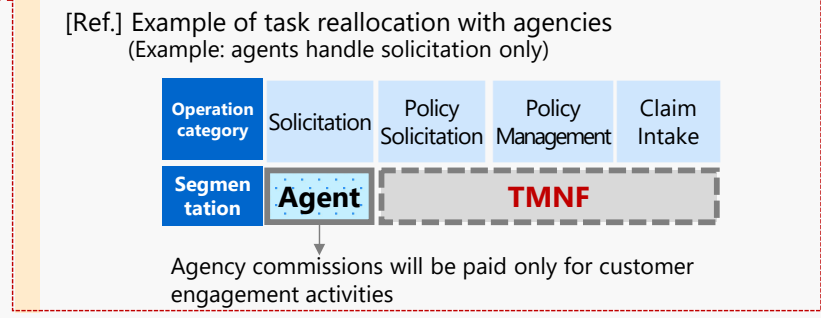 [Ref.] Example of task reallocation with agencies
(Example: agents handle solicitation only)
Operation category
Solicitation
Policy Solicitation
Policy Management
Claim Intake
Segmen tation
Agent
TMNF
Agency commissions will be paid only for customer
engagement activities